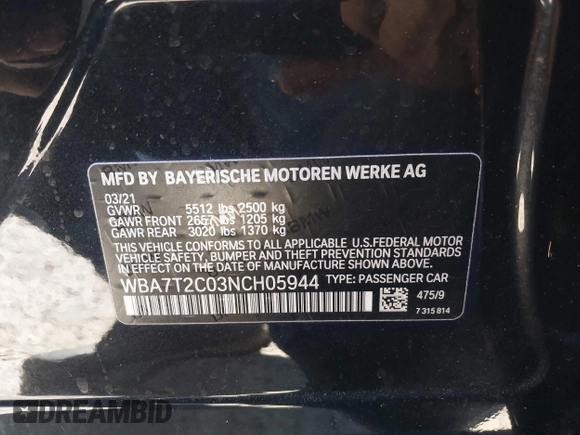 MFD BY BAYERISCHE MOTOREN WERKE AG
03/21
GVWR 5512 lbs 2500 kg
GAWR FRONT 2657 lbs 1205 kg
GAWR REAR 3020 lbs 1370 kg
THIS VEHICLE CONFORMS TO ALL APPLICABLE U.S.FEDERAL MOTOR
VEHICLE SAFETY, BUMPER AND THEFT PREVENTION STANDARDS
IN EFFECT ON THE DATE OF MANUFACTURE SHOWN ABOVE.
WBA7T2C03NCH05944 TYPE: PASSENGER CAR
475/9
7 315 814
DREAMBID